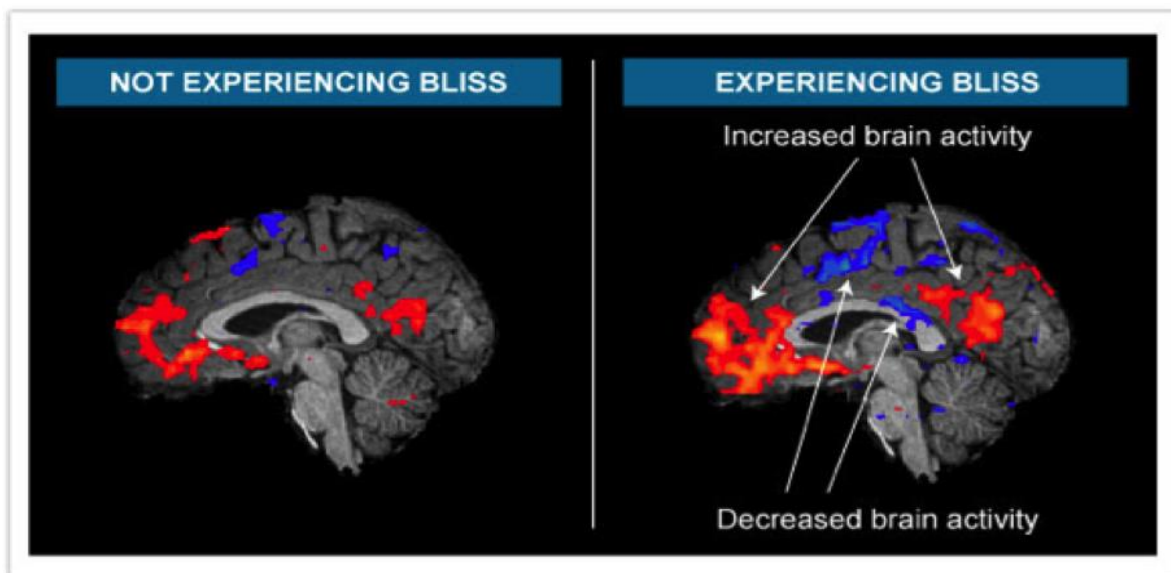 NOT EXPERIENCING BLISS
EXPERIENCING BLISS
Increased brain activity
Decreased brain activity